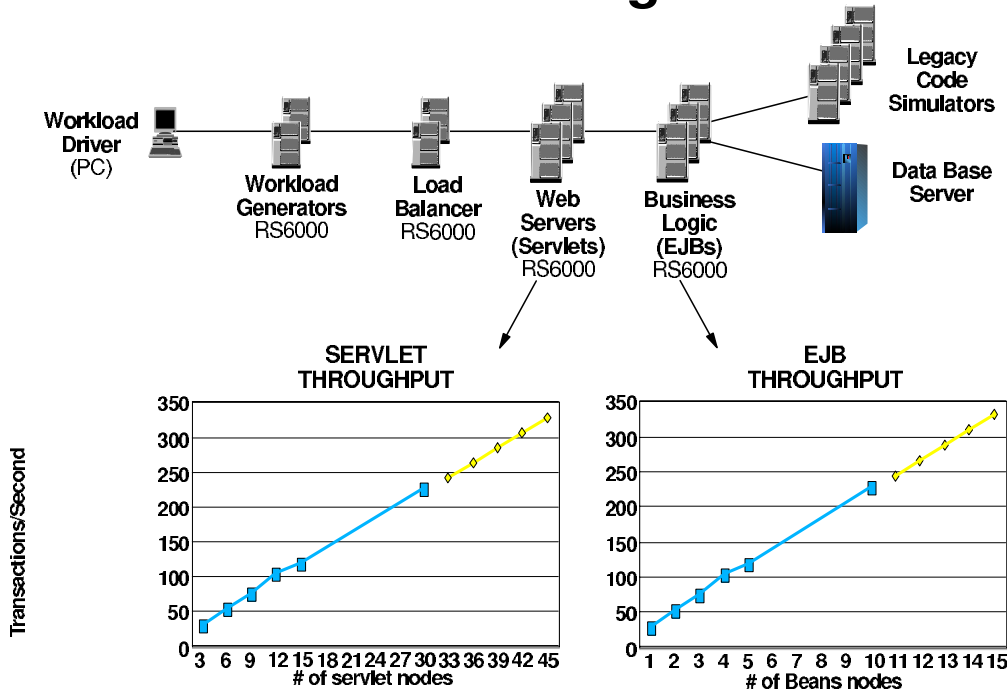 g
Legacy
Code
Simulators
Workload
Driver
(PC)
Workload
Generators
RS6000
Load
Balancer
RS6000
Web
Servers
(Servlets)
RS6000
Business
Logic
(EJBs)
RS6000
Data Base
Server
SERVLET
THROUGHPUT
Transactions/Second
350
300
250
200
150
100
50
0
3 6 9 12 15 18 21 24 27 30 33 36 39 42 45
# of servlet nodes
EJB
THROUGHPUT
350
300
250
200
150
100
50
0
1 2 3 4 5 6 7 8 9 10 11 12 13 14 15
# of Beans nodes